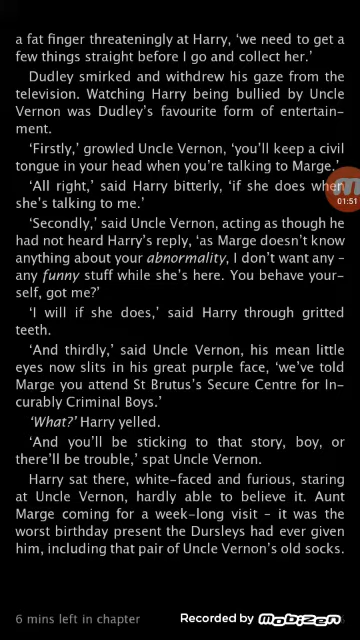 a fat finger threateningly at Harry, ‘we need to get a
few things straight before I go and collect her.’
Dudley smirked and withdrew his gaze from the
television. Watching Harry being bullied by Uncle
Vernon was Dudley’s favourite form of entertain-
ment.
‘Firstly,’ growled Uncle Vernon, ‘you’ll keep a civil
tongue in your head when you’re talking to Marge.’
‘All right,’ said Harry bitterly, ‘if she does when
she’s talking to me.’
01:51
‘Secondly,’ said Uncle Vernon, acting as though he
had not heard Harry’s reply, ‘as Marge doesn’t know
anything about your abnormality, I don’t want any –
any funny stuff while she’s here. You behave your-
self, got me?’
‘I will if she does,’ said Harry through gritted
teeth.
‘And thirdly,’ said Uncle Vernon, his mean little
eyes now slits in his great purple face, ‘we’ve told
Marge you attend St Brutus’s Secure Centre for In-
curably Criminal Boys.’
‘What?’ Harry yelled.
‘And you’ll be sticking to that story, boy, or
there’ll be trouble,’ spat Uncle Vernon.
Harry sat there, white-faced and furious, staring
at Uncle Vernon, hardly able to believe it. Aunt
Marge coming for a week-long visit – it was the
worst birthday present the Dursleys had ever given
him, including that pair of Uncle Vernon’s old socks.
6 mins left in chapter
Recorded by mobizen